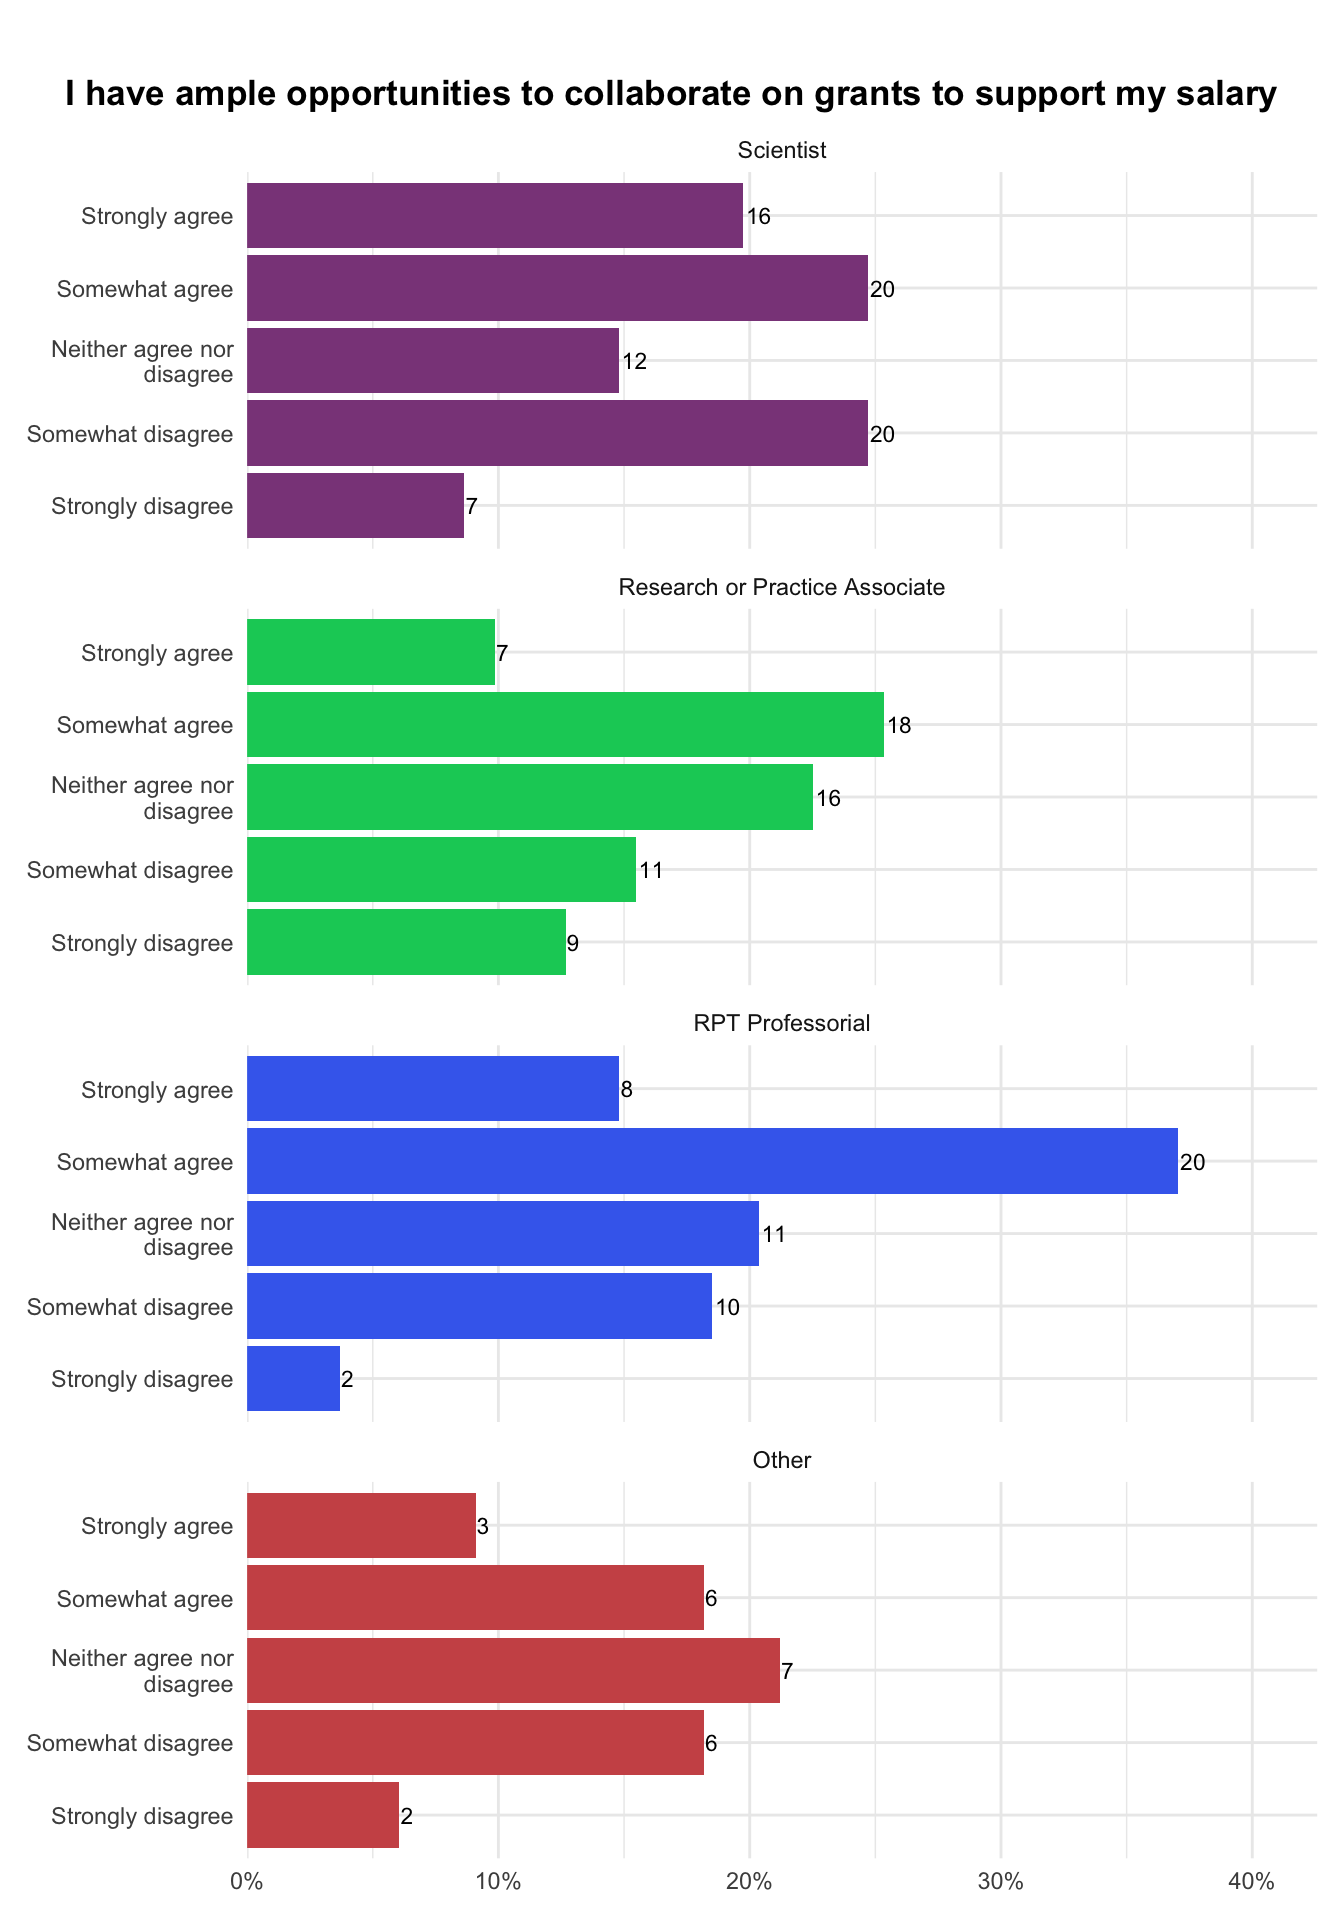 I have ample opportunities to collaborate on grants to support my salary
Scientist
Strongly agree
16
Somewhat agree
20
Neither agree nor
disagree
12
Somewhat disagree
20
Strongly disagree
7
Research or Practice Associate
Strongly agree
7
Somewhat agree
18
Neither agree nor
disagree
16
Somewhat disagree
11
Strongly disagree
9
RPT Professorial
Strongly agree
8
Somewhat agree
20
Neither agree nor
disagree
11
Somewhat disagree
10
Strongly disagree
2
Other
Strongly agree
3
Somewhat agree
6
Neither agree nor
disagree
7
Somewhat disagree
6
Strongly disagree
2
0% 10% 20% 30% 40%